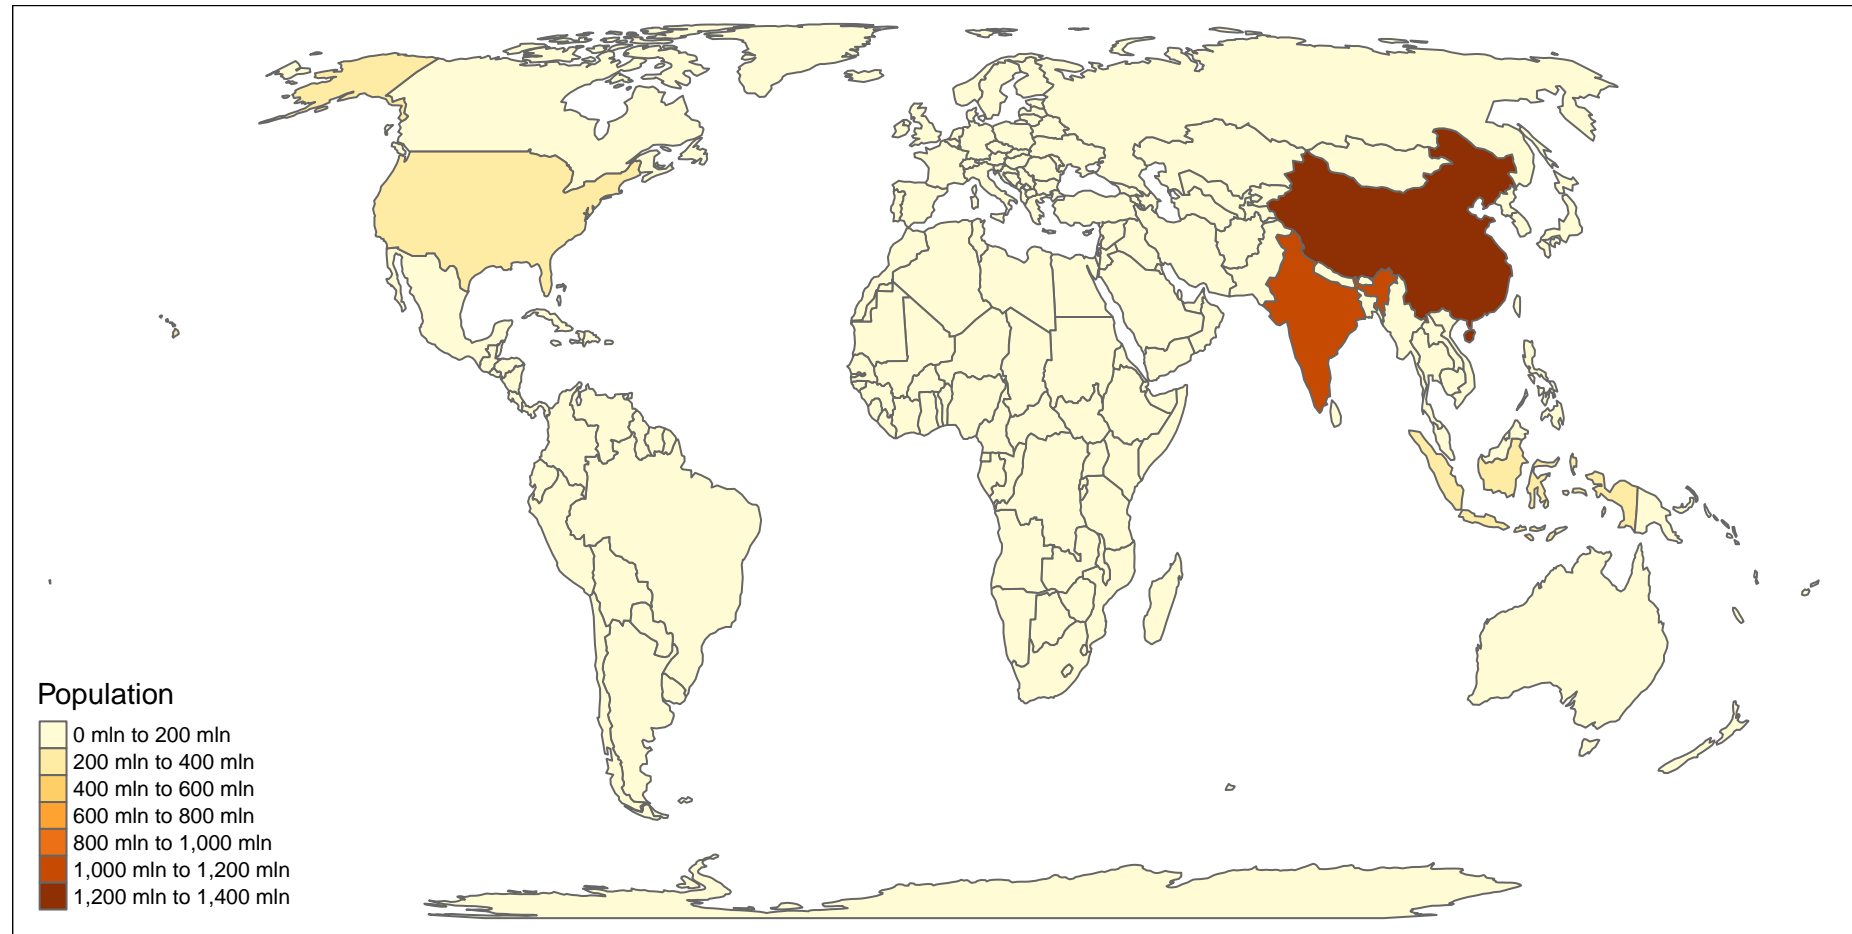 Population
0 mln to 200 mln
200 mln to 400 mln
400 mln to 600 mln
600 mln to 800 mln
800 mln to 1,000 mln
1,000 mln to 1,200 mln
1,200 mln to 1,400 mln